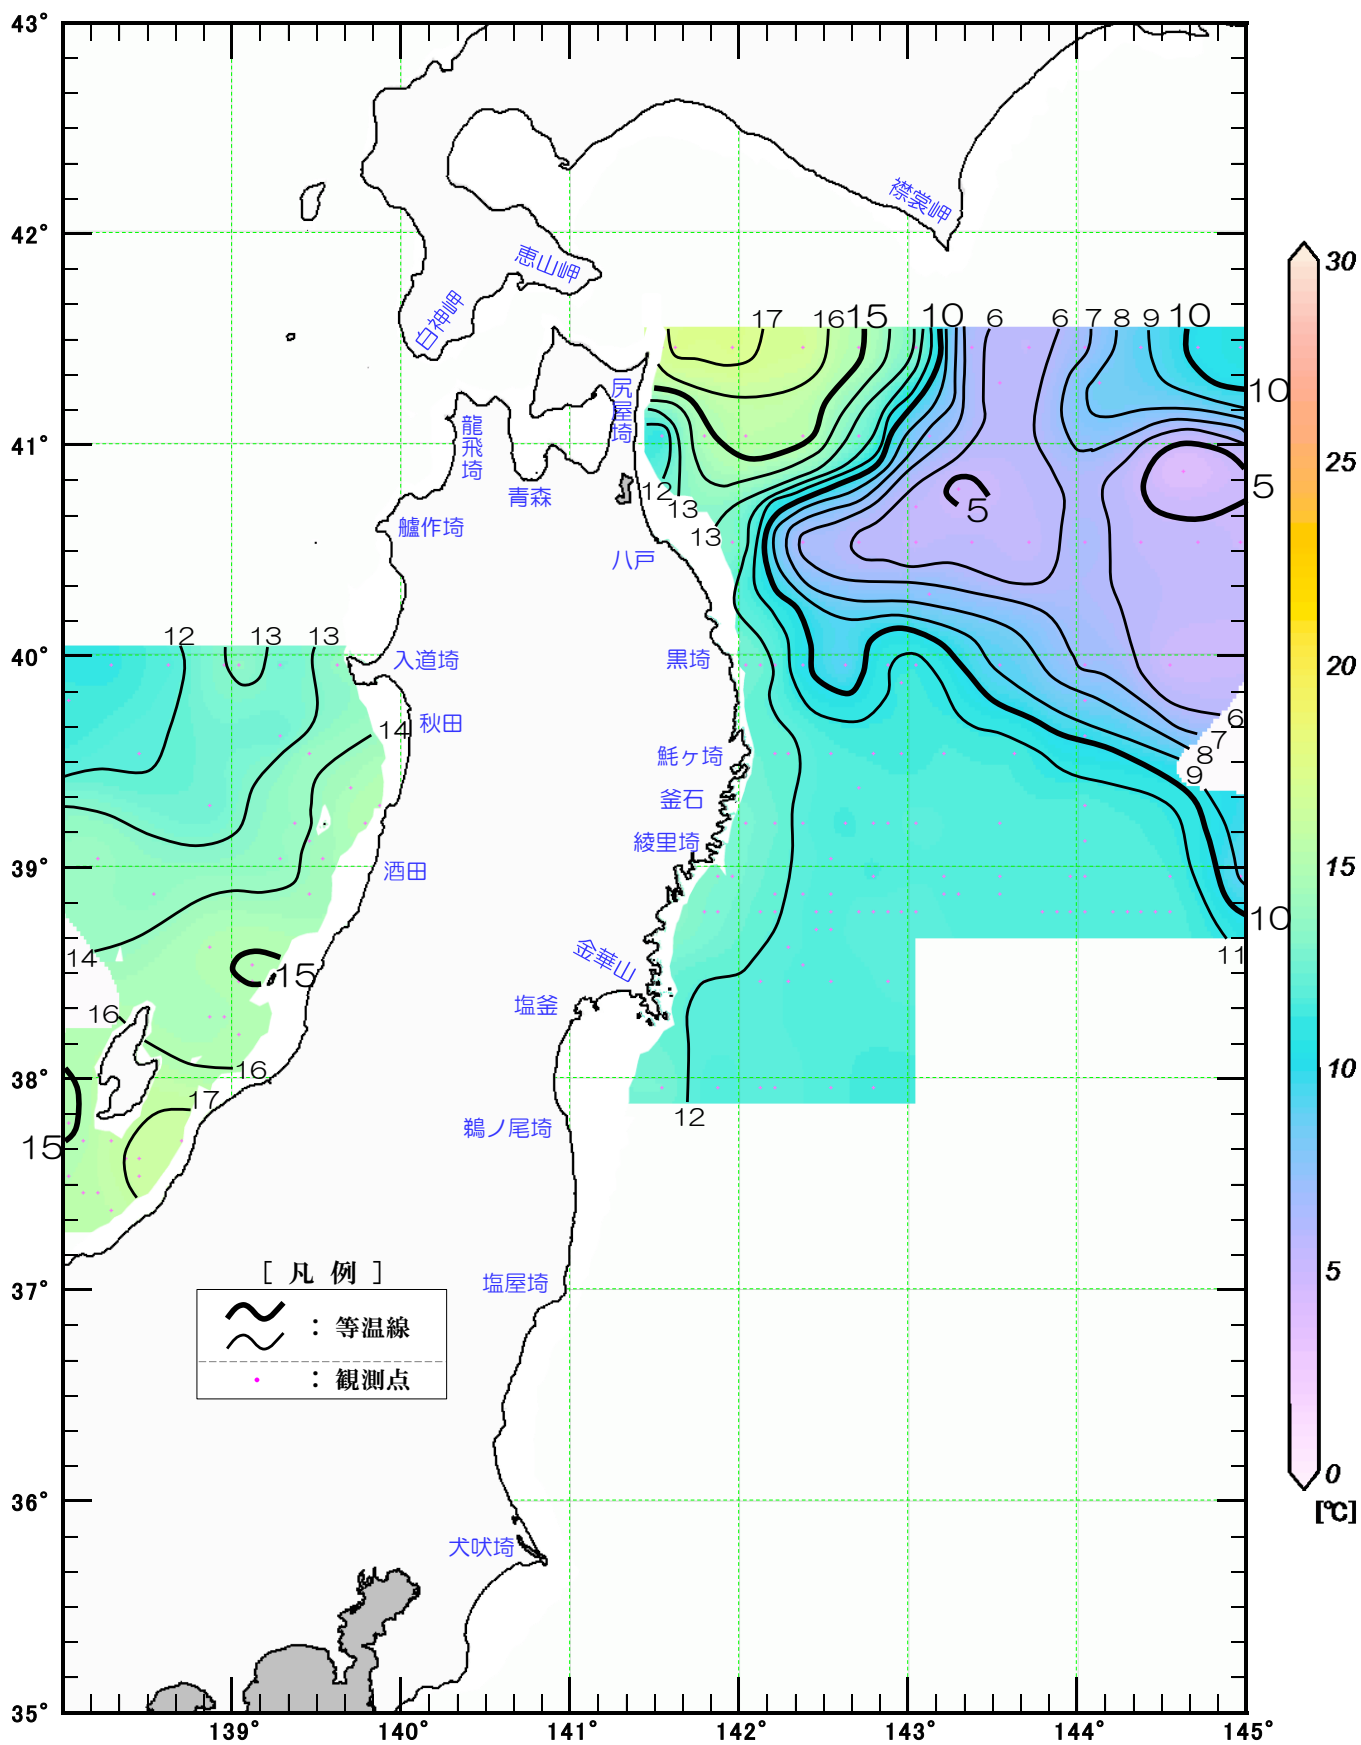 43°
42°
41°
40°
39°
38°
37°
36°
35°
139°
140°
141°
142°
143°
144°
145°
襟裳岬
恵山岬
白神岬
尻屋埼
龍飛埼
青森
艫作埼
八戸
入道埼
黒埼
秋田
魹ヶ埼
釜石
綾里埼
酒田
金華山
塩釜
鵜ノ尾埼
塩屋埼
犬吠埼
17
16
15
10
6
6
7
8
9
10
10
5
5
12
13
13
12
13
13
14
6
7
8
9
10
11
14
15
16
16
17
15
12
[ 凡 例 ]
: 等温線
: 観測点
30
25
20
15
10
5
0
[℃]